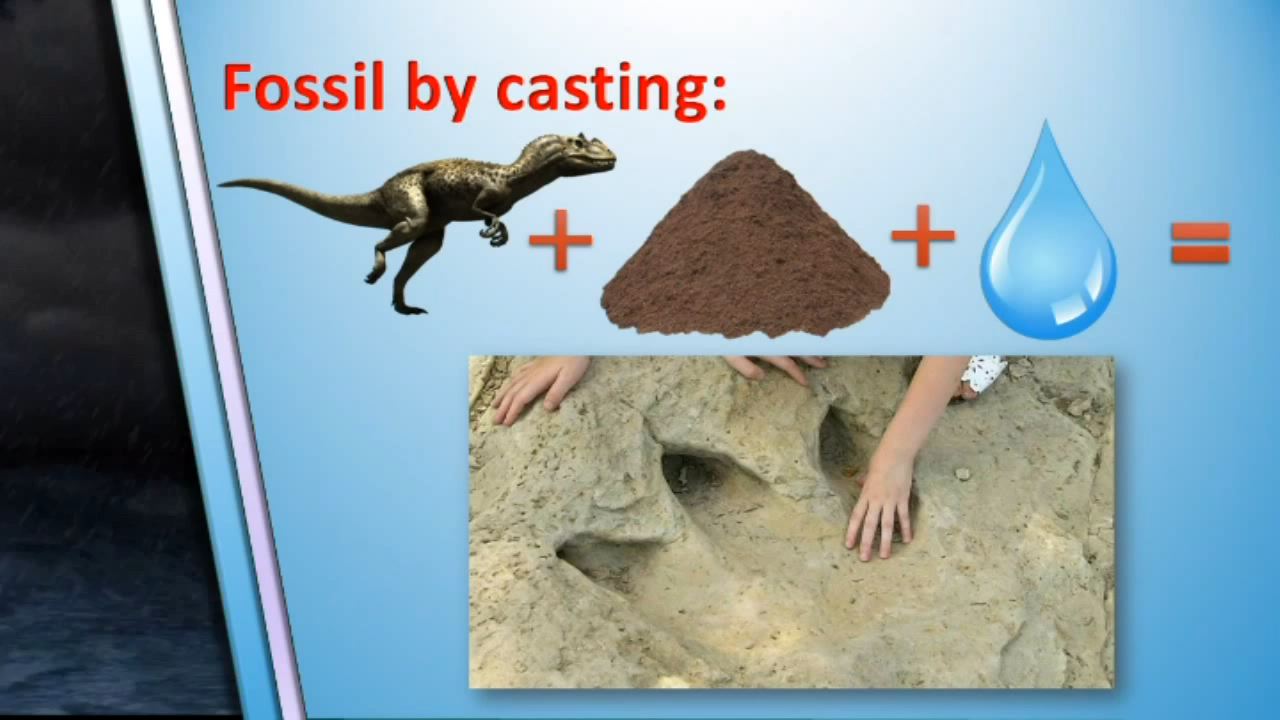 Fossil by casting:
+ + =